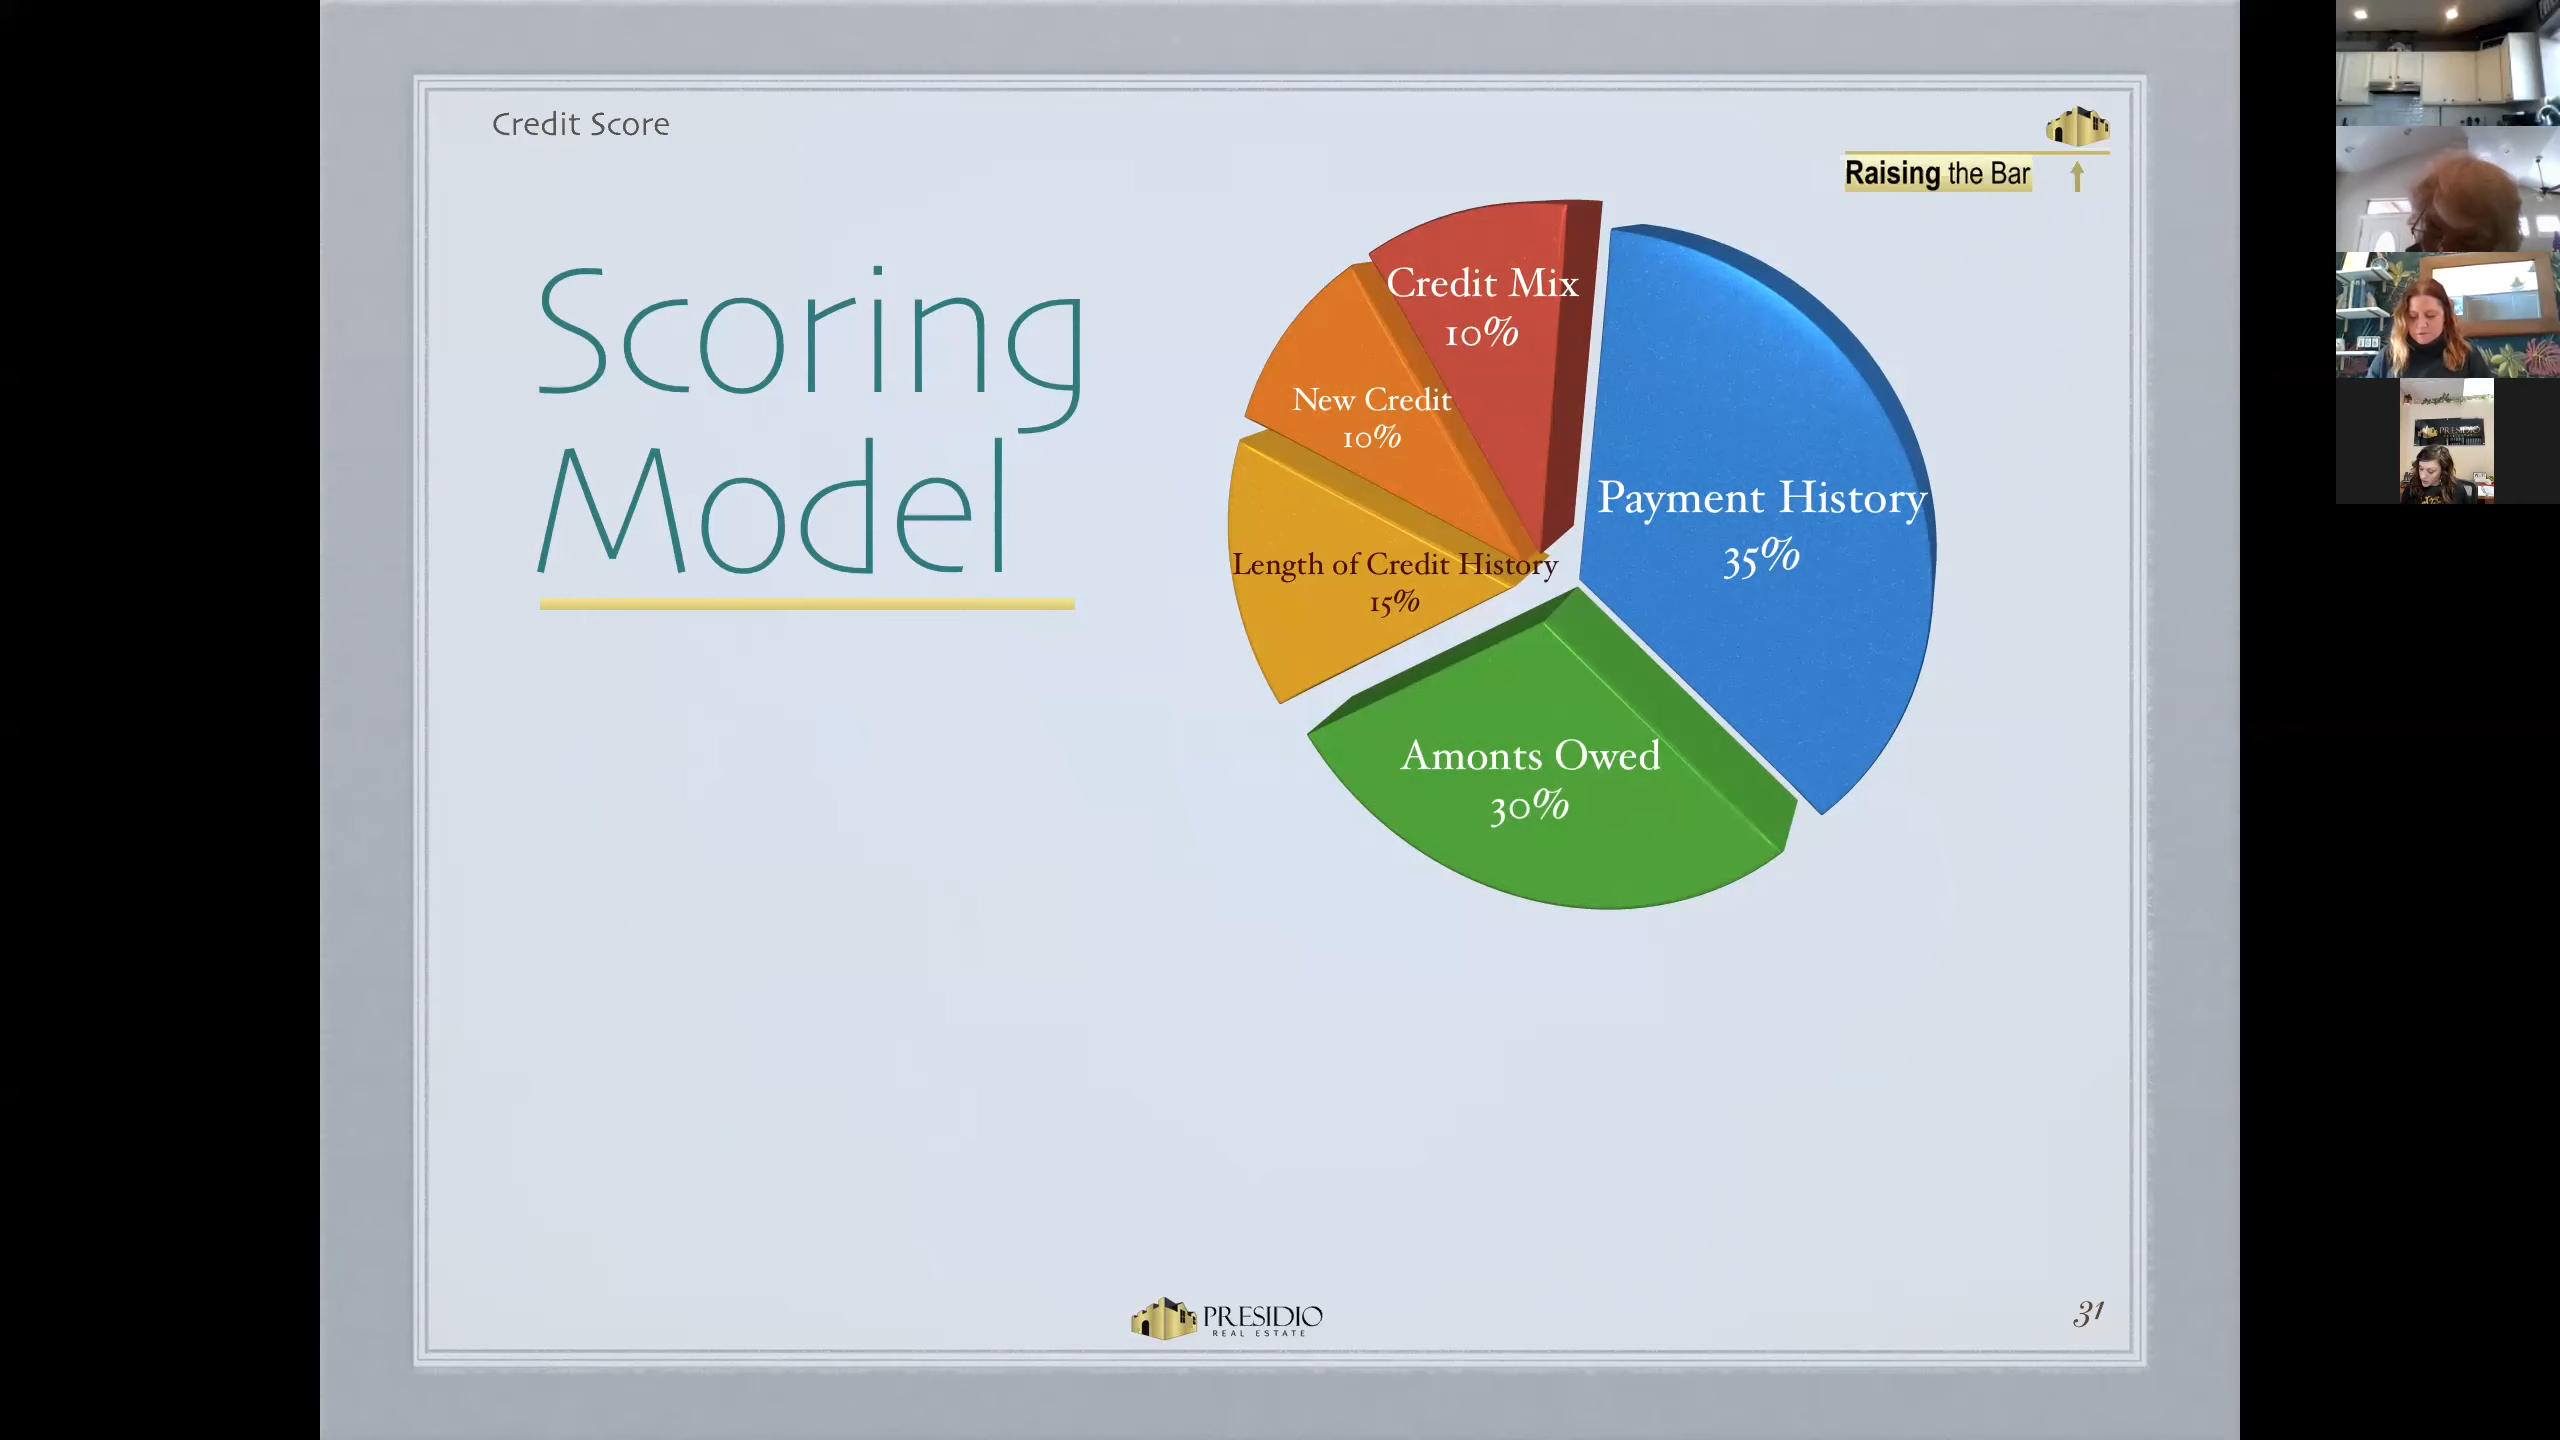 Credit Score
Raising the Bar
Scoring
Model
Credit Mix
10%
New Credit
10%
Payment History
35%
Length of Credit History
15%
Amonts Owed
30%
PRESIDIO
REAL ESTATE
31
PRESIDIO